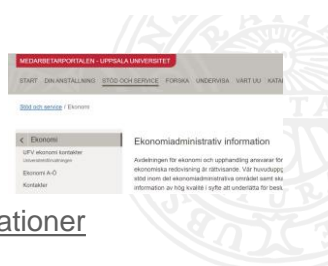 MEDARBETARPORTALEN - UPPSALA UNIVERSITET
START DIN ANSTÄLLNING STÖD OCH SERVICE FORSKA UNDERVISA VÅRT UU KATA
Stöd och service / Ekonomi
< Ekonomi
UFV ekonomi kontakter
Universitetsförvaltningen
Ekonomi A-Ö
Kontakter
Ekonomiadministrativ information
Avdelningen för ekonomi och upphandling ansvarar för
ekonomiska redovisning är rättvisande. Vår huvuduppg
stöd inom det ekonomiadministrativa området samt
information av hög kvalité i syfte att underlätta för
ationer